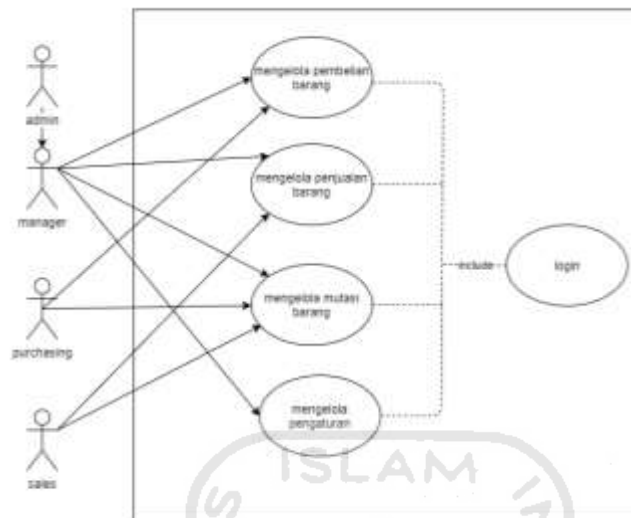 mengelola pembelian
barang
admin
mengelola penjualan
barang
manager
include
login
mengelola mutasi
barang
purchasing
mengelola
pengaturan
sales
ISLAM